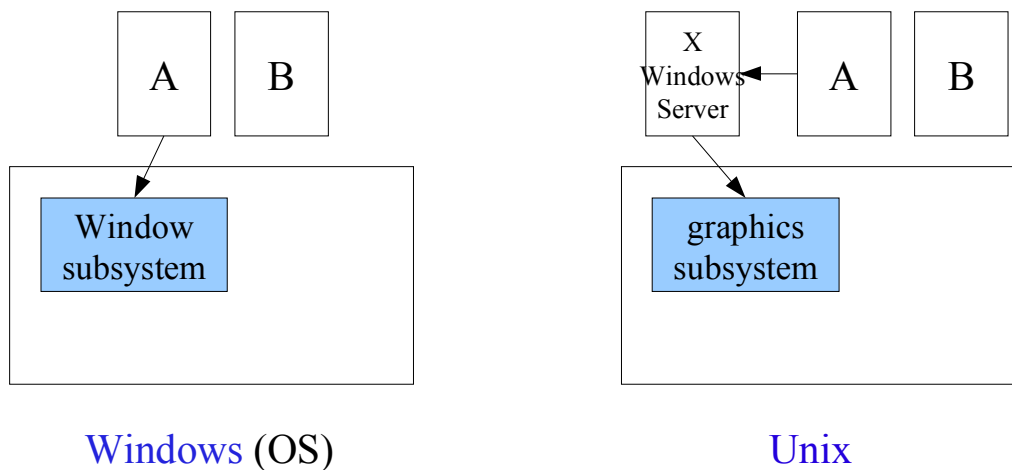 A
B
Window
subsystem
Windows (OS)
X
Windows
Server
A
B
graphics
subsystem
Unix